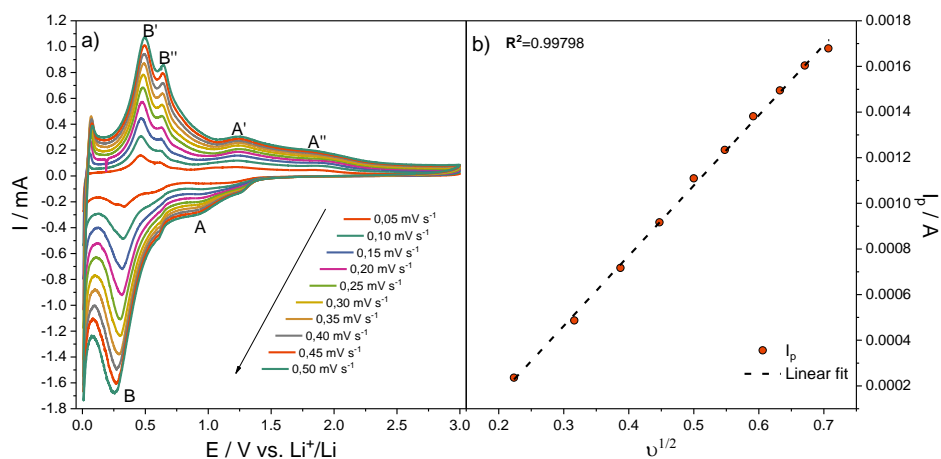 a)
B'
B''
A'
A''
A
B
1.2
1.0
0.8
0.6
0.4
0.2
0.0
-0.2
-0.4
-0.6
-0.8
-1.0
-1.2
-1.4
-1.6
-1.8
I / mA
0.0 0.5 1.0 1.5 2.0 2.5 3.0
E / V vs. Li⁺/Li
0,05 mV s⁻¹
0,10 mV s⁻¹
0,15 mV s⁻¹
0,20 mV s⁻¹
0,25 mV s⁻¹
0,30 mV s⁻¹
0,35 mV s⁻¹
0,40 mV s⁻¹
0,45 mV s⁻¹
0,50 mV s⁻¹
b)
R²=0.99798
Iₚ
Linear fit
0.2 0.3 0.4 0.5 0.6 0.7
υ¹ᐟ²
0.0018
0.0016
0.0014
0.0012
0.0010
0.0008
0.0006
0.0004
0.0002
Iₚ / A